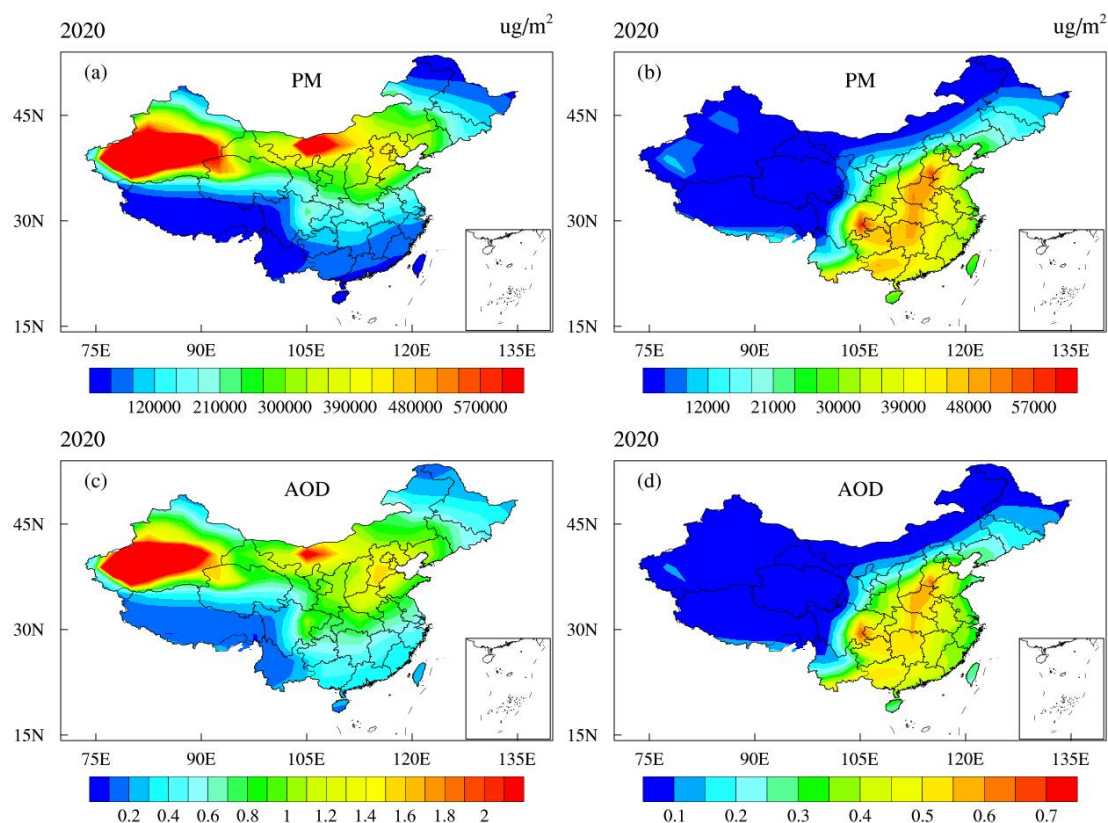 2020 ug/m² 2020 ug/m²
(a) PM (b) PM
45N 45N
30N 30N
15N 15N
75E 90E 105E 120E 135E 75E 90E 105E 120E 135E
120000 210000 300000 390000 480000 570000 12000 21000 30000 39000 48000 57000
2020 2020
(c) AOD (d) AOD
45N 45N
30N 30N
15N 15N
75E 90E 105E 120E 135E 75E 90E 105E 120E 135E
0.2 0.4 0.6 0.8 1 1.2 1.4 1.6 1.8 2 0.1 0.2 0.3 0.4 0.5 0.6 0.7